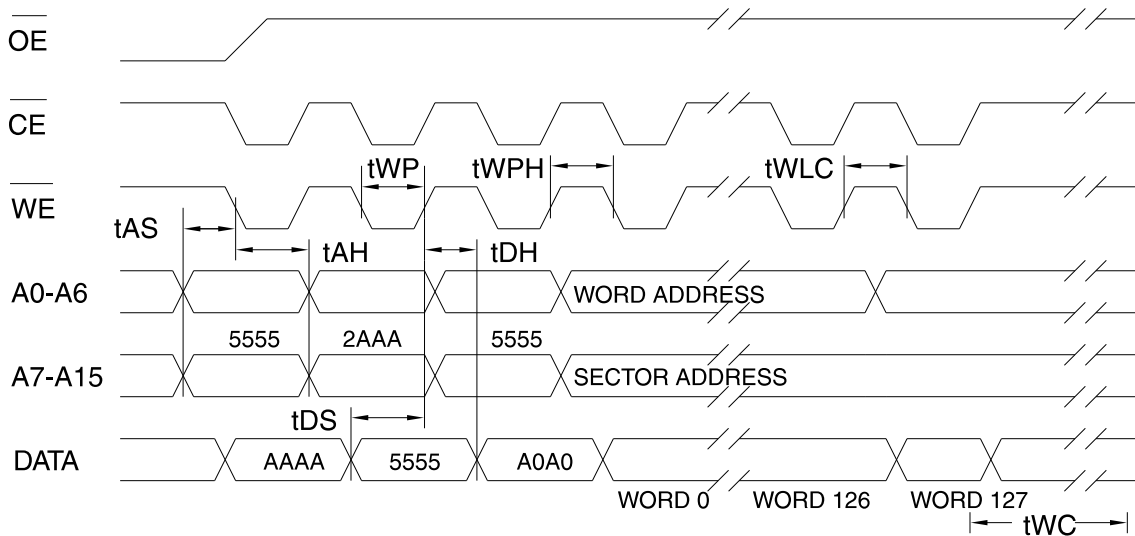 OE
CE
tWP
tWPH
tWLC
WE
tAS
tAH
tDH
A0-A6
WORD ADDRESS
5555
2AAA
5555
A7-A15
SECTOR ADDRESS
tDS
DATA
AAAA
5555
A0A0
WORD 0
WORD 126
WORD 127
tWC